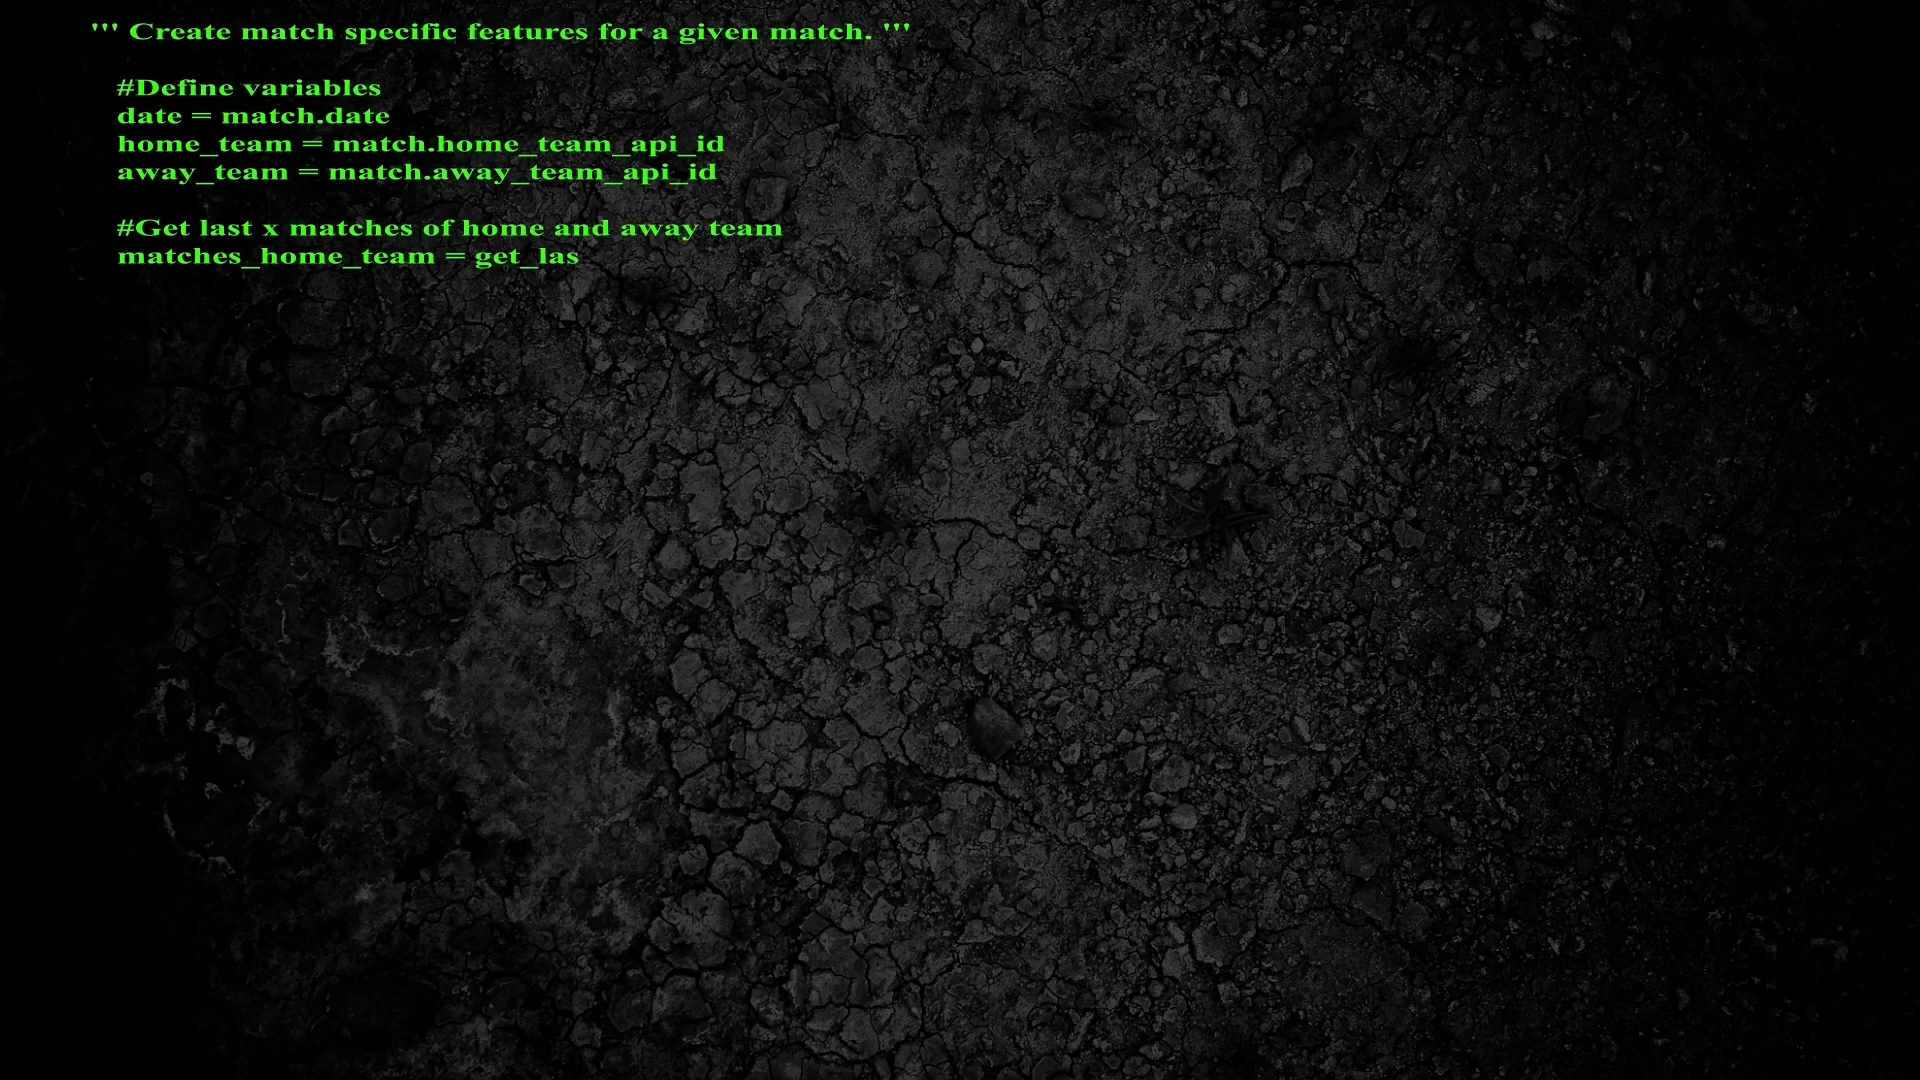 ''' Create match specific features for a given match. '''
#Define variables
date = match.date
home_team = match.home_team_api_id
away_team = match.away_team_api_id
#Get last x matches of home and away team
matches_home_team = get_las